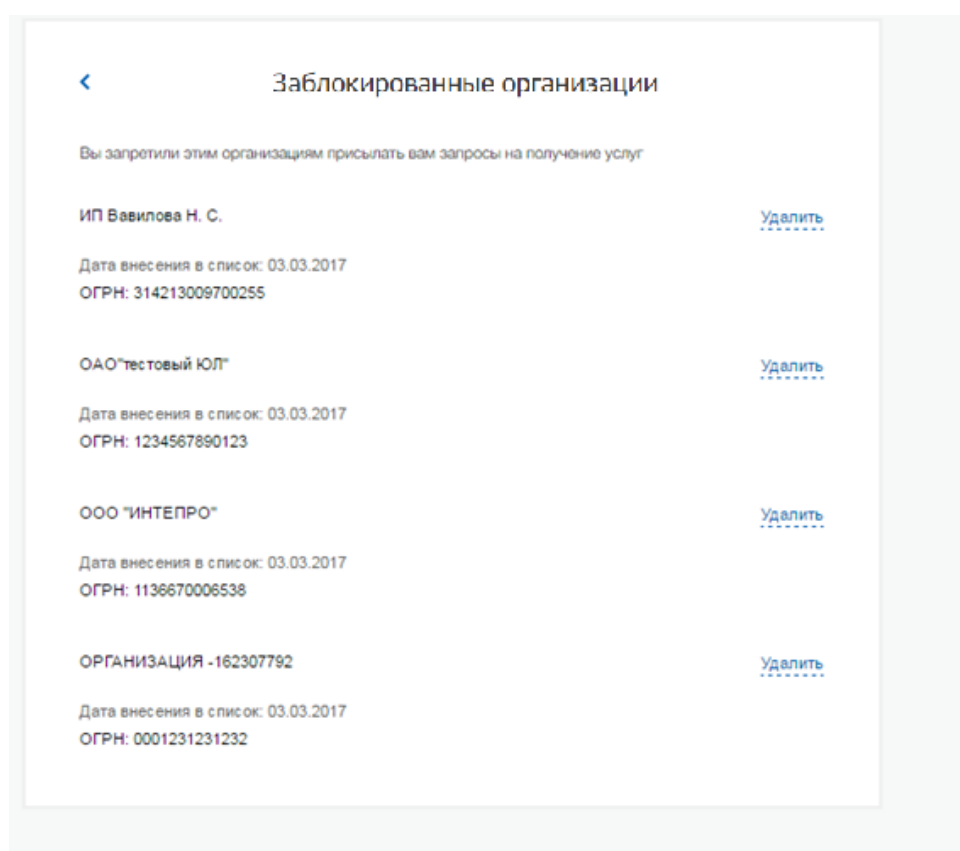 Заблокированные организации
Вы запретили этим организациям присылать вам запросы на получение услуг
ИП Вавилова Н. С.
Удалить
Дата внесения в список: 03.03.2017
ОГРН: 314213009700255
ОАО"тестовый ЮЛ"
Удалить
Дата внесения в список: 03.03.2017
ОГРН: 1234567890123
ООО "ИНТЕПРО"
Удалить
Дата внесения в список: 03.03.2017
ОГРН: 1136670006538
ОРГАНИЗАЦИЯ -162307792
Удалить
Дата внесения в список: 03.03.2017
ОГРН: 0001231231232